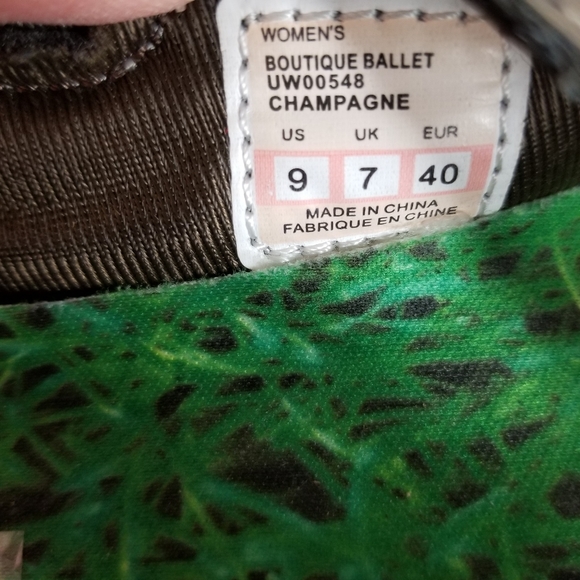 WOMEN'S
BOUTIQUE BALLET
UW00548
CHAMPAGNE
US UK EUR
9 7 40
MADE IN CHINA
FABRIQUE EN CHINE